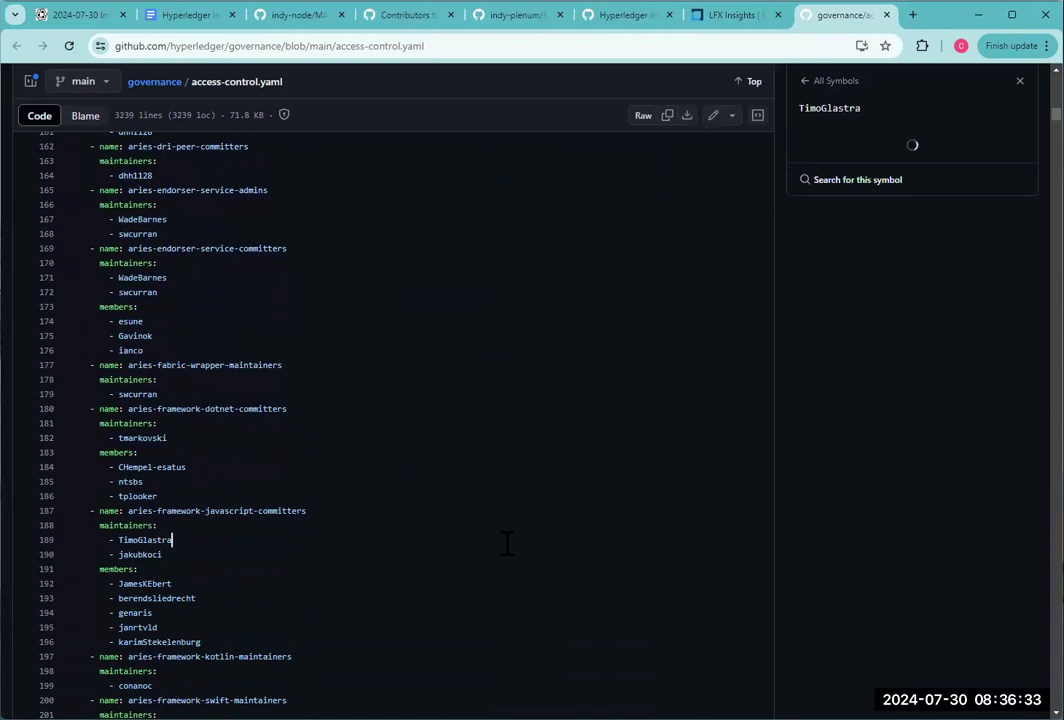 2024-07-30 In
Hyperledger In
indy-node/MA
Contributors to
indy-plenum/
Hyperledger In
LFX Insights |
governance/ac
github.com/hyperledger/governance/blob/main/access-control.yaml
C
Finish update
main
governance / access-control.yaml
Top
All Symbols
Code
Blame
3239 lines (3239 loc) · 71.8 KB
Raw
TimoGlastra
Search for this symbol
161 - dhh1128
162 - name: aries-dri-peer-committers
163 maintainers:
164 - dhh1128
165 - name: aries-endorser-service-admins
166 maintainers:
167 - WadeBarnes
168 - swcurran
169 - name: aries-endorser-service-committers
170 maintainers:
171 - WadeBarnes
172 - swcurran
173 members:
174 - esune
175 - Gavinok
176 - ianco
177 - name: aries-fabric-wrapper-maintainers
178 maintainers:
179 - swcurran
180 - name: aries-framework-dotnet-committers
181 maintainers:
182 - tmarkovski
183 members:
184 - CHempel-esatus
185 - ntsbs
186 - tplooker
187 - name: aries-framework-javascript-committers
188 maintainers:
189 - TimoGlastra
190 - jakubkoci
191 members:
192 - JamesKEbert
193 - berendsliedrecht
194 - genaris
195 - janrtvld
196 - karimStekelenburg
197 - name: aries-framework-kotlin-maintainers
198 maintainers:
199 - conanoc
200 - name: aries-framework-swift-maintainers
201 maintainers:
2024-07-30 08:36:33